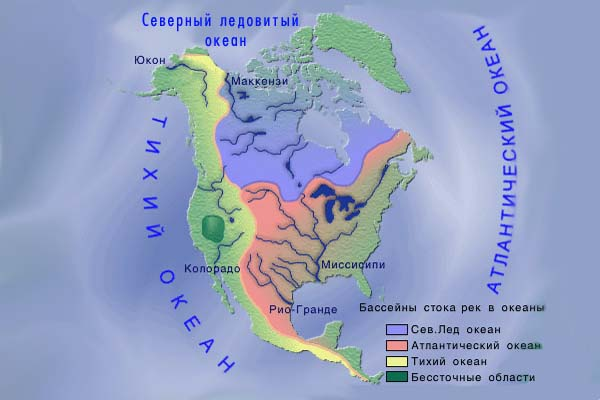 Северный ледовитый
океан
Юкон
Маккензи
ТИХИЙ ОКЕАН
АТЛАНТИЧЕСКИЙ ОКЕАН
Колорадо
Миссисипи
Рио-Гранде
Бассейны стока рек в океаны
Сев.Лед океан
Атлантический океан
Тихий океан
Бессточные области